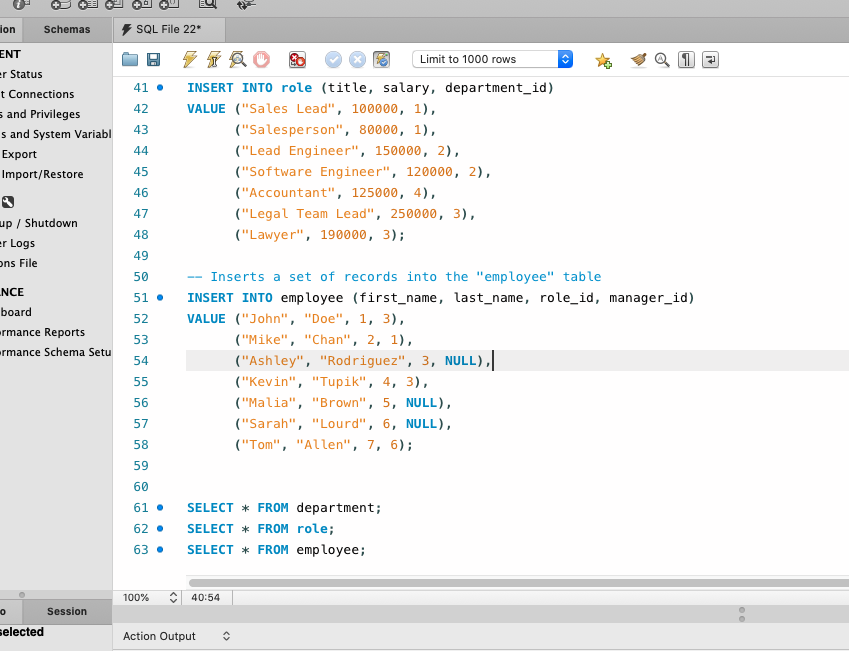 ion
Schemas
SQL File 22*
ENT
er Status
t Connections
s and Privileges
s and System Variabl
Export
Import/Restore
up / Shutdown
er Logs
ons File
NCE
board
ormance Reports
ormance Schema Setu
o
Session
selected
Limit to 1000 rows
41 INSERT INTO role (title, salary, department_id)
42 VALUE ("Sales Lead", 100000, 1),
43 ("Salesperson", 80000, 1),
44 ("Lead Engineer", 150000, 2),
45 ("Software Engineer", 120000, 2),
46 ("Accountant", 125000, 4),
47 ("Legal Team Lead", 250000, 3),
48 ("Lawyer", 190000, 3);
49
50 -- Inserts a set of records into the "employee" table
51 INSERT INTO employee (first_name, last_name, role_id, manager_id)
52 VALUE ("John", "Doe", 1, 3),
53 ("Mike", "Chan", 2, 1),
54 ("Ashley", "Rodriguez", 3, NULL),
55 ("Kevin", "Tupik", 4, 3),
56 ("Malia", "Brown", 5, NULL),
57 ("Sarah", "Lourd", 6, NULL),
58 ("Tom", "Allen", 7, 6);
59
60
61 SELECT * FROM department;
62 SELECT * FROM role;
63 SELECT * FROM employee;
100% 40:54
Action Output